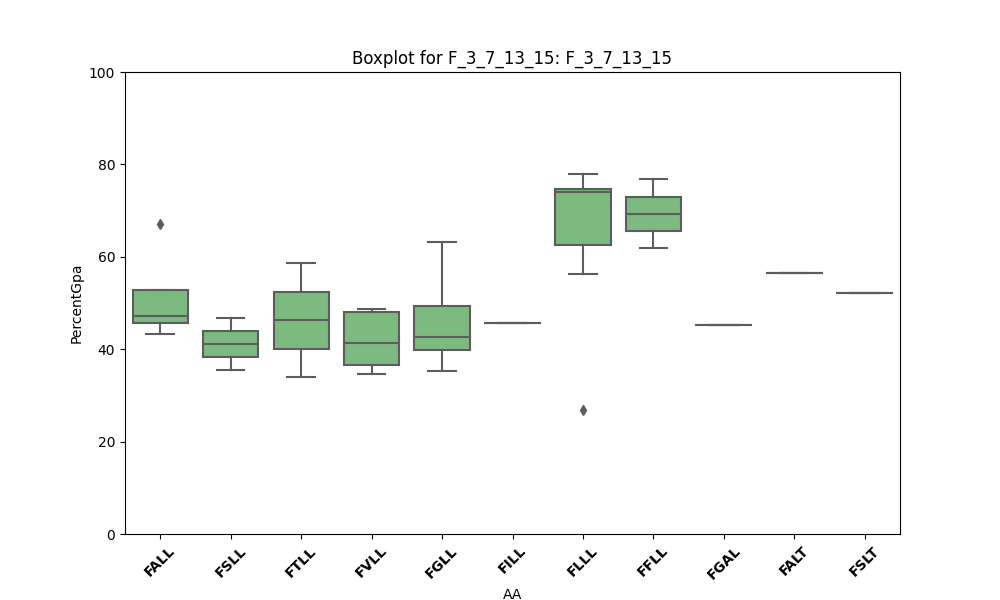 Boxplot for F_3_7_13_15: F_3_7_13_15
100
80
60
40
20
0
PercentGpa
FALL
FSLL
FTLL
FVLL
FGLL
FILL
FLLL
FFLL
FGAL
FALT
FSLT
AA